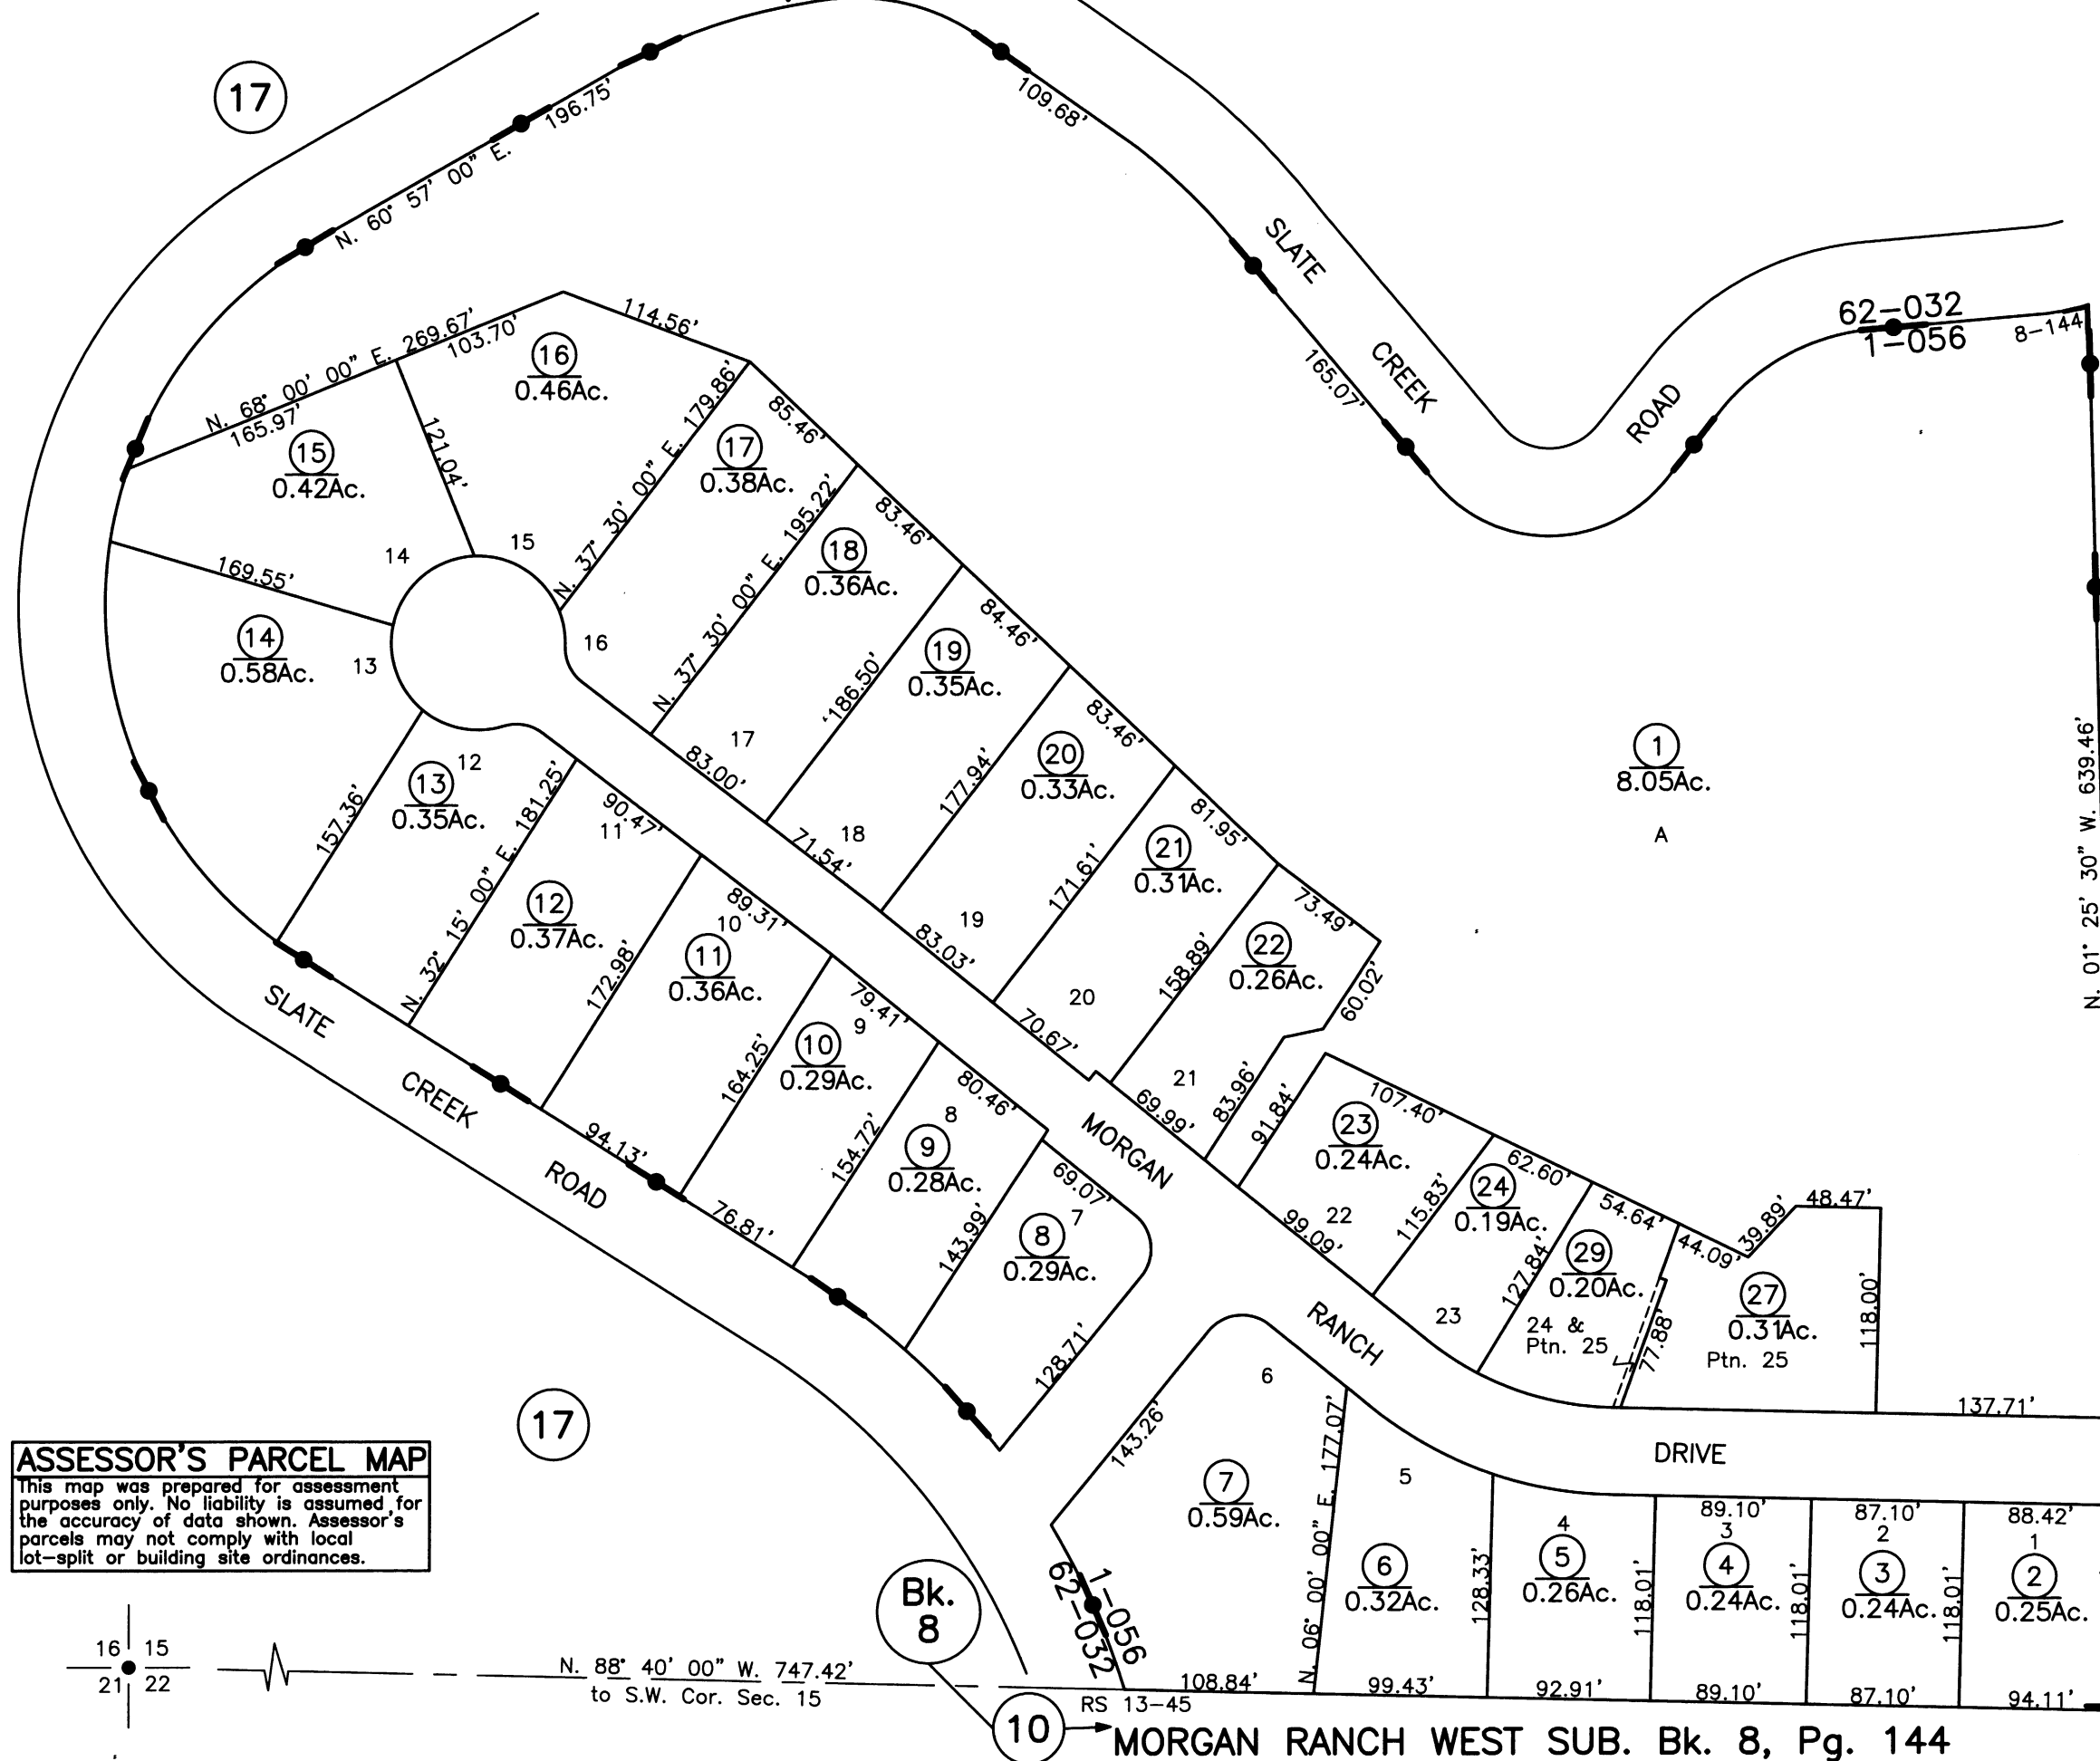 17
196.75'
N. 60° 57' 00" E.
109.68'
SLATE
CREEK
ROAD
165.07'
62-032
1-056
8-144
N. 68° 00' 00" E. 269.67'
165.97'
103.70'
114.56'
16
0.46Ac.
15
0.42Ac.
121.04'
14
15
N. 37° 30' 00" E. 179.86'
17
0.38Ac.
85.46'
N. 37° 30' 00" E. 195.22'
18
0.36Ac.
83.46'
169.55'
14
0.58Ac.
13
16
186.50'
19
0.35Ac.
84.46'
17
83.00'
177.94'
20
0.33Ac.
83.46'
18
71.54'
171.61'
21
0.31Ac.
81.95'
1
8.05Ac.
A
N. 01° 25' 30" W. 639.46'
157.36'
13
0.35Ac.
12
N. 32° 15' 00" E. 181.25'
90.47'
11
12
0.37Ac.
172.98'
89.31'
10
11
0.36Ac.
19
83.03'
158.89'
22
0.26Ac.
73.49'
60.02'
164.25'
79.41'
9
10
0.29Ac.
20
70.67'
21
69.99'
83.96'
91.84'
SLATE
CREEK
ROAD
94.13'
76.81'
154.72'
80.46'
8
9
0.28Ac.
143.99'
69.07'
7
8
0.29Ac.
128.71'
MORGAN
RANCH
DRIVE
107.40'
23
0.24Ac.
22
99.09'
115.83'
62.60'
24
0.19Ac.
23
127.84'
54.64'
29
0.20Ac.
24 &
Ptn. 25
77.88'
44.09'
39.89'
48.47'
27
0.31Ac.
Ptn. 25
118.00'
137.71'
143.26'
6
7
0.59Ac.
N. 06° 00' 00" E. 177.07'
5
6
0.32Ac.
128.33'
4
5
0.26Ac.
118.01'
89.10'
3
4
0.24Ac.
118.01'
87.10'
2
3
0.24Ac.
118.01'
88.42'
1
2
0.25Ac.
17
ASSESSOR'S PARCEL MAP
This map was prepared for assessment
purposes only. No liability is assumed for
the accuracy of data shown. Assessor's
parcels may not comply with local
lot-split or building site ordinances.
16 15
21 22
N. 88° 40' 00" W. 747.42'
to S.W. Cor. Sec. 15
Bk.
8
10
1-056
62-032
RS 13-45
108.84'
99.43'
92.91'
89.10'
87.10'
94.11'
MORGAN RANCH WEST SUB. Bk. 8, Pg. 144